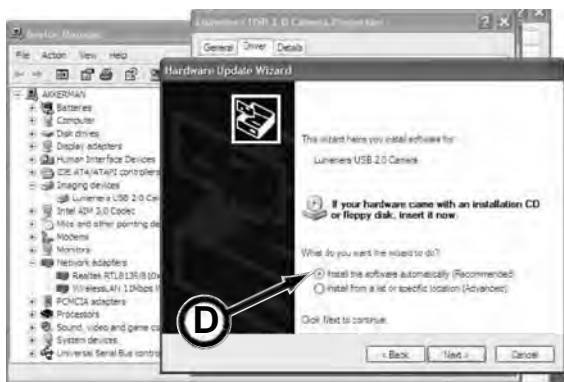 Device Manager
Lumenera USB 2.0 Camera Properties
File Action View Help
General Driver Details
Hardware Update Wizard
AKKERMAN
Batteries
Computer
Disk drives
Display adapters
Human Interface Devices
IDE ATA/ATAPI controllers
Imaging devices
Lumenera USB 2.0 Ca
Intel AIM 3.0 Codec
Mice and other pointing de
Modems
Monitors
Network adapters
Realtek RTL8139/810x
WirelessLAN 11Mbps
PCMCIA adapters
Processors
Sound, video and game co
System devices
Universal Serial Bus contro
This wizard helps you install software for:
Lumenera USB 2.0 Camera
If your hardware came with an installation CD
or floppy disk, insert it now.
What do you want the wizard to do?
Install the software automatically (Recommended)
Install from a list or specific location (Advanced)
D
Click Next to continue.
< Back Next > Cancel